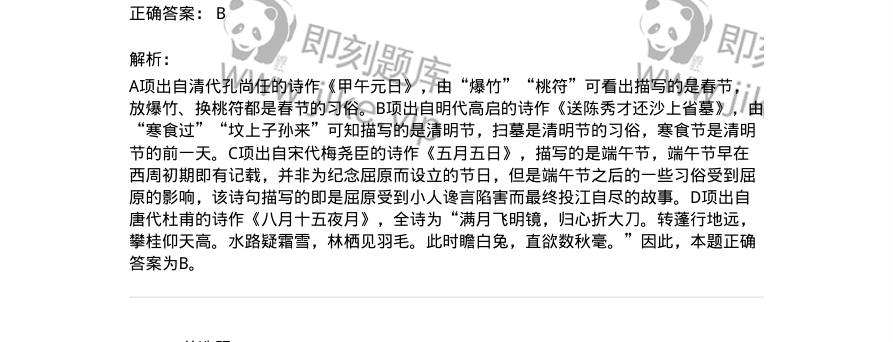 正确答案： B
解析：
A项出自清代孔尚任的诗作《甲午元日》，由“爆竹”“桃符”可看出描写的是春节，
放爆竹、换桃符都是春节的习俗。B项出自明代高启的诗作《送陈秀才还沙上省墓》，由
“寒食过”“坟上子孙来”可知描写的是清明节，扫墓是清明节的习俗，寒食节是清明
节的前一天。C项出自宋代梅尧臣的诗作《五月五日》，描写的是端午节，端午节早在
西周初期即有记载，并非为纪念屈原而设立的节日，但是端午节之后的一些习俗受到屈
原的影响，该诗句描写的即是屈原受到小人谗言陷害而最终投江自尽的故事。D项出自
唐代杜甫的诗作《八月十五夜月》，全诗为“满月飞明镜，归心折大刀。转蓬行地远，
攀桂仰天高。水路疑霜雪，林栖见羽毛。此时瞻白兔，直欲数秋毫。”因此，本题正确
答案为B。
即刻题库
www.jike.vip
即刻
www.ji